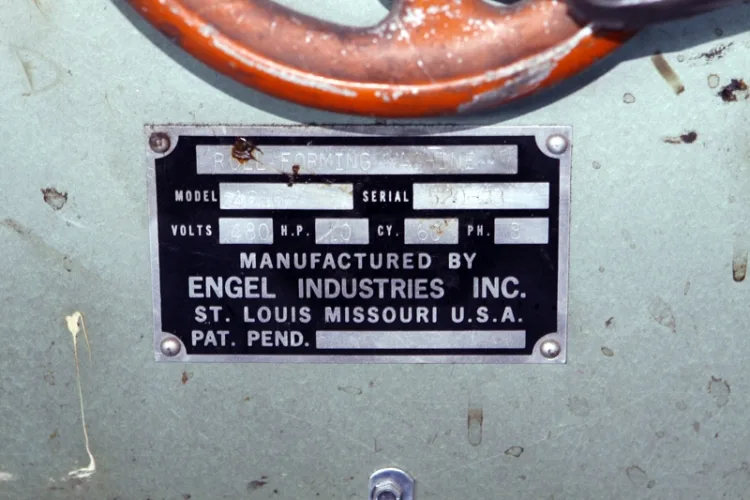 ROLL FORMING MACHINE
MODEL SERIAL
VOLTS 480 H.P. CY. 60 PH. 3
MANUFACTURED BY
ENGEL INDUSTRIES INC.
ST. LOUIS MISSOURI U.S.A.
PAT. PEND.